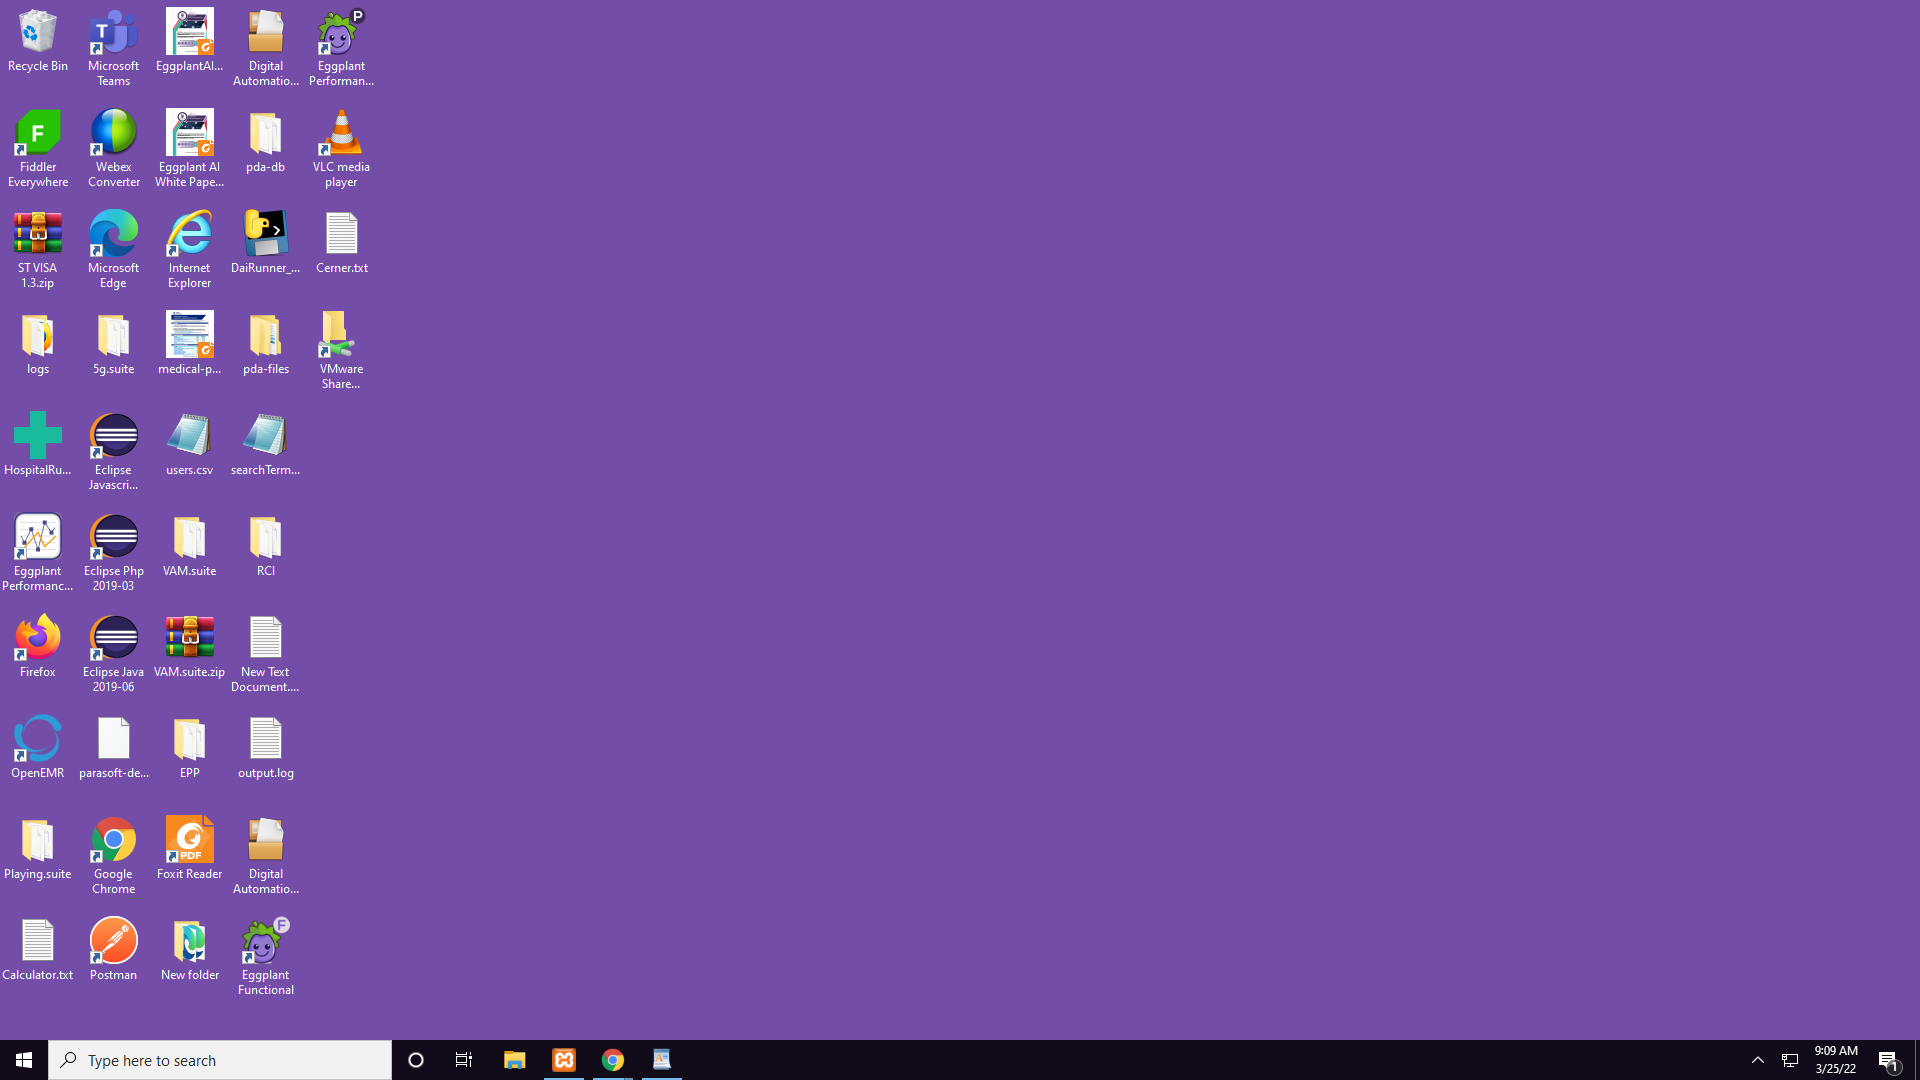 Recycle Bin
Microsoft
Teams
EggplantAI...
Digital
Automatio...
P
Eggplant
Performan...
F
Fiddler
Everywhere
Webex
Converter
Eggplant AI
White Pape...
pda-db
VLC media
player
ST VISA
1.3.zip
Microsoft
Edge
Internet
Explorer
DaiRunner_...
Cerner.txt
logs
5g.suite
medical-p...
pda-files
VMware
Share...
HospitalRu...
Eclipse
Javascri...
users.csv
searchTerm...
Eggplant
Performanc...
Eclipse Php
2019-03
VAM.suite
RCI
Firefox
Eclipse Java
2019-06
VAM.suite.zip
New Text
Document....
OpenEMR
parasoft-de...
EPP
output.log
Playing.suite
Google
Chrome
PDF
Foxit Reader
Digital
Automatio...
Calculator.txt
Postman
New folder
F
Eggplant
Functional
Type here to search
9:09 AM
3/25/22
1